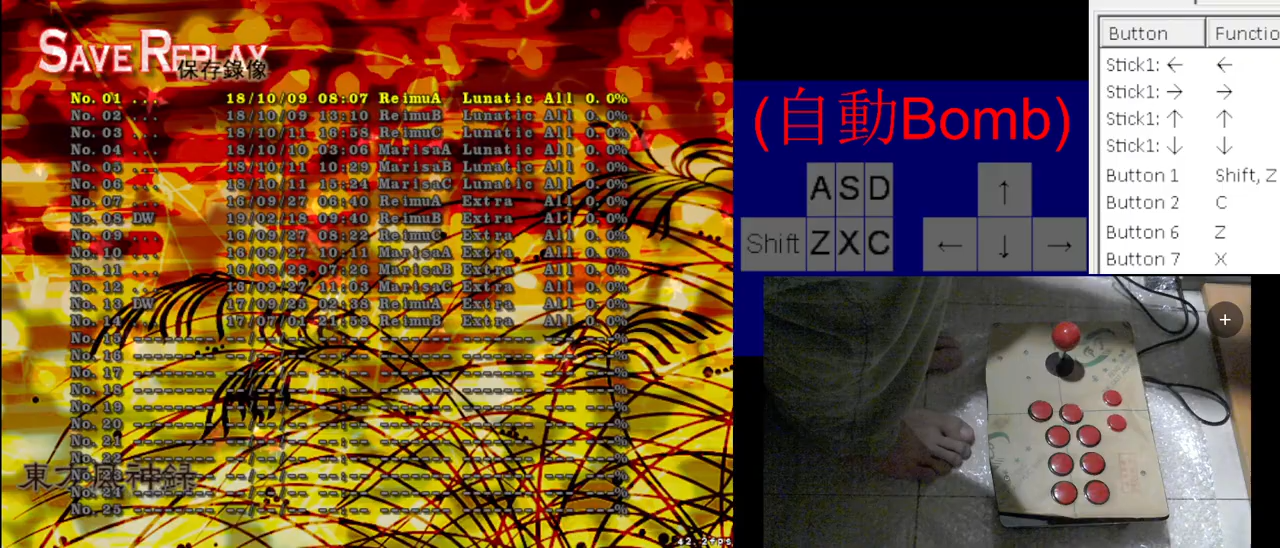 SAVE REPLAY
保存錄像
No. 01 ... 18/10/09 08:07 ReimuA Lunatic All 0.0%
No. 02 ... 18/10/09 13:10 ReimuB Lunatic All 0.0%
No. 03 ... 18/10/11 16:58 ReimuC Lunatic All 0.0%
No. 04 ... 18/10/10 03:06 MarisaA Lunatic All 0.0%
No. 05 ... 18/10/11 10:29 MarisaB Lunatic All 0.0%
No. 06 ... 18/10/11 15:24 MarisaC Lunatic All 0.0%
No. 07 ... 16/09/27 06:40 ReimuA Extra All 0.0%
No. 08 DW 19/02/18 09:40 ReimuB Extra All 0.0%
No. 09 ... 16/09/27 08:22 ReimuC Extra All 0.0%
No. 10 ... 16/09/27 10:11 MarisaA Extra All 0.0%
No. 11 ... 16/09/28 07:26 MarisaB Extra All 0.0%
No. 12 ... 16/09/27 11:03 MarisaC Extra All 0.0%
No. 13 DW 17/09/25 02:38 ReimuA Extra All 0.0%
No. 14 ... 17/07/01 21:58 ReimuB Extra All 0.0%
No. 15 -------- --/--/-- --:-- ------- ------- --- ---%
No. 16 -------- --/--/-- --:-- ------- ------- --- ---%
No. 17 -------- --/--/-- --:-- ------- ------- --- ---%
No. 18 -------- --/--/-- --:-- ------- ------- --- ---%
No. 19 -------- --/--/-- --:-- ------- ------- --- ---%
No. 20 -------- --/--/-- --:-- ------- ------- --- ---%
No. 21 -------- --/--/-- --:-- ------- ------- --- ---%
No. 22 -------- --/--/-- --:-- ------- ------- --- ---%
No. 23 -------- --/--/-- --:-- ------- ------- --- ---%
No. 24 -------- --/--/-- --:-- ------- ------- --- ---%
No. 25 -------- --/--/-- --:-- ------- ------- --- ---%
東方風神録
42.2fps
(自動Bomb)
A S D ↑
Shift Z X C ← ↓ →
Button Functio
Stick1: ← ←
Stick1: → →
Stick1: ↑ ↑
Stick1: ↓ ↓
Button 1 Shift, Z
Button 2 C
Button 6 Z
Button 7 X